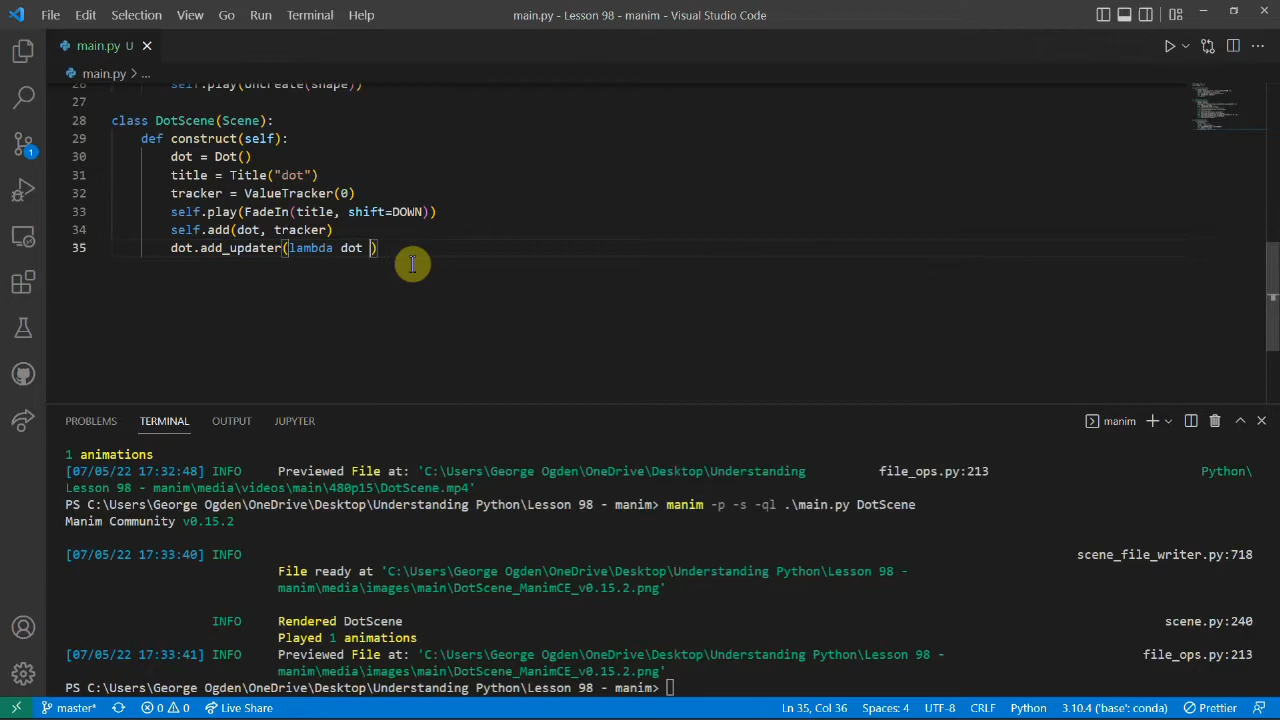 File Edit Selection View Go Run Terminal Help main.py - Lesson 98 - manim - Visual Studio Code
main.py U
main.py > ...
26 self.play(Uncreate(shape))
27
28 class DotScene(Scene):
29 def construct(self):
30 dot = Dot()
31 title = Title("dot")
32 tracker = ValueTracker(0)
33 self.play(FadeIn(title, shift=DOWN))
34 self.add(dot, tracker)
35 dot.add_updater(lambda dot )
1
PROBLEMS TERMINAL OUTPUT JUPYTER manim
1 animations
[07/05/22 17:32:48] INFO Previewed File at: 'C:\Users\George Ogden\OneDrive\Desktop\Understanding file_ops.py:213 Python\
Lesson 98 - manim\media\videos\main\480p15\DotScene.mp4'
PS C:\Users\George Ogden\OneDrive\Desktop\Understanding Python\Lesson 98 - manim> manim -p -s -ql .\main.py DotScene
Manim Community v0.15.2
[07/05/22 17:33:40] INFO scene_file_writer.py:718
File ready at 'C:\Users\George Ogden\OneDrive\Desktop\Understanding Python\Lesson 98 -
manim\media\images\main\DotScene_ManimCE_v0.15.2.png'
INFO Rendered DotScene scene.py:240
Played 1 animations
[07/05/22 17:33:41] INFO Previewed File at: 'C:\Users\George Ogden\OneDrive\Desktop\Understanding Python\Lesson 98 - file_ops.py:213
manim\media\images\main\DotScene_ManimCE_v0.15.2.png'
PS C:\Users\George Ogden\OneDrive\Desktop\Understanding Python\Lesson 98 - manim>
master* 0 0 Live Share Ln 35, Col 36 Spaces: 4 UTF-8 CRLF Python 3.10.4 ('base': conda) Prettier